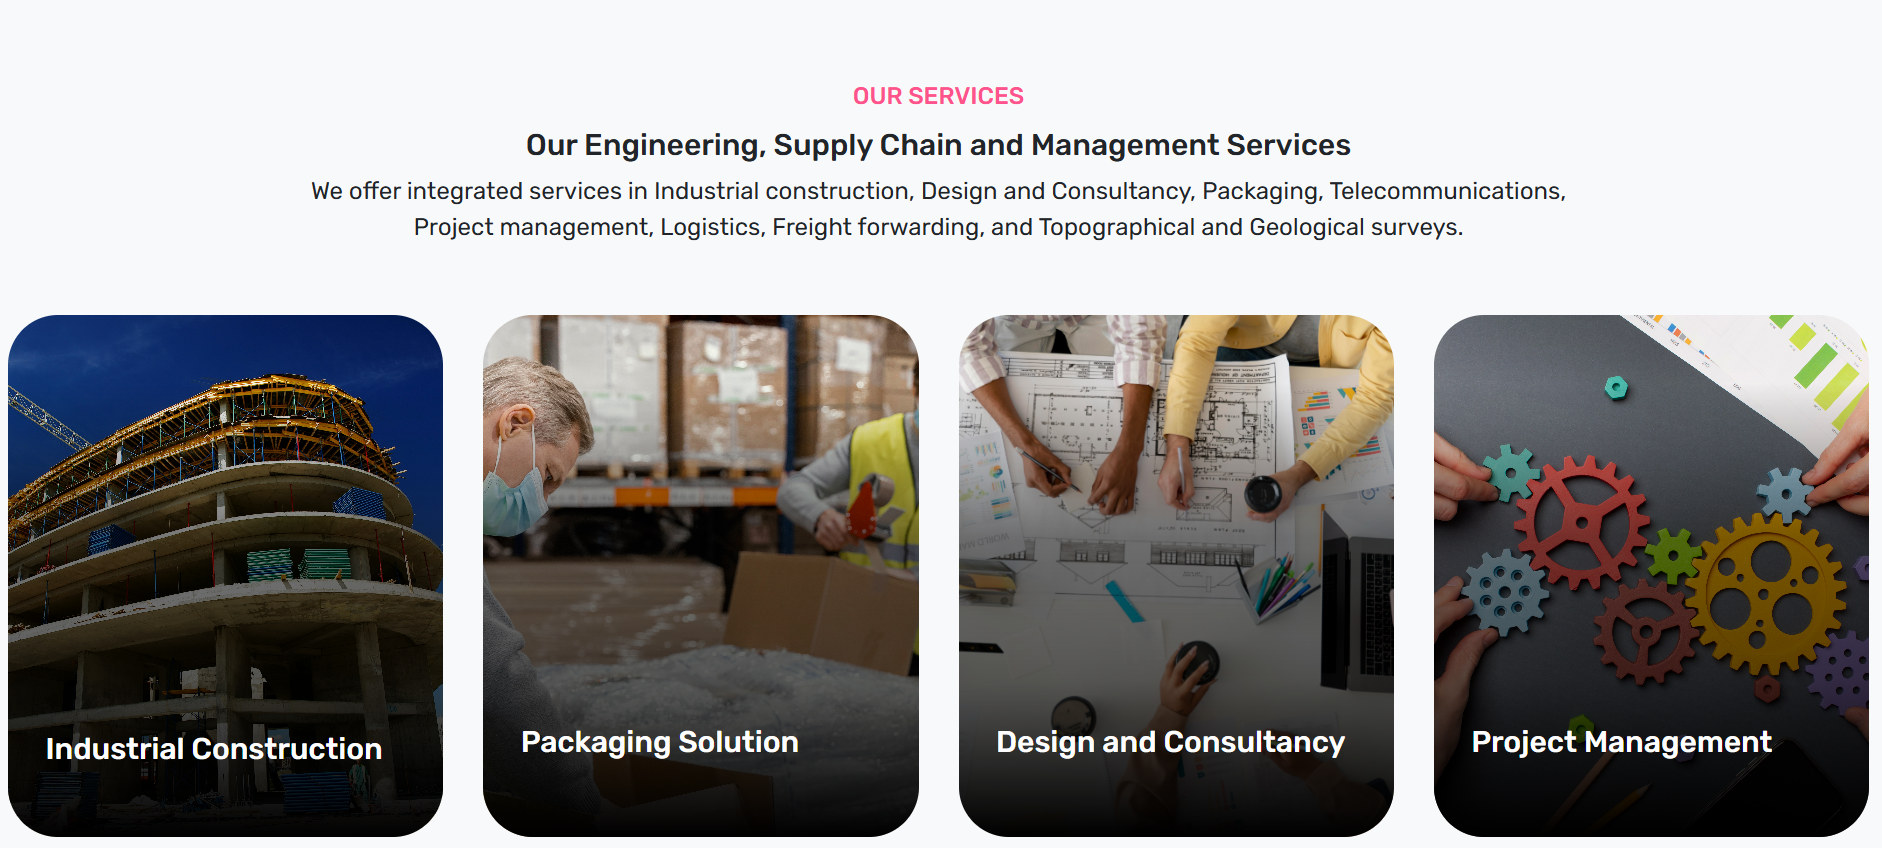 OUR SERVICES
Our Engineering, Supply Chain and Management Services
We offer integrated services in Industrial construction, Design and Consultancy, Packaging, Telecommunications,
Project management, Logistics, Freight forwarding, and Topographical and Geological surveys.
Industrial Construction
Packaging Solution
Design and Consultancy
Project Management